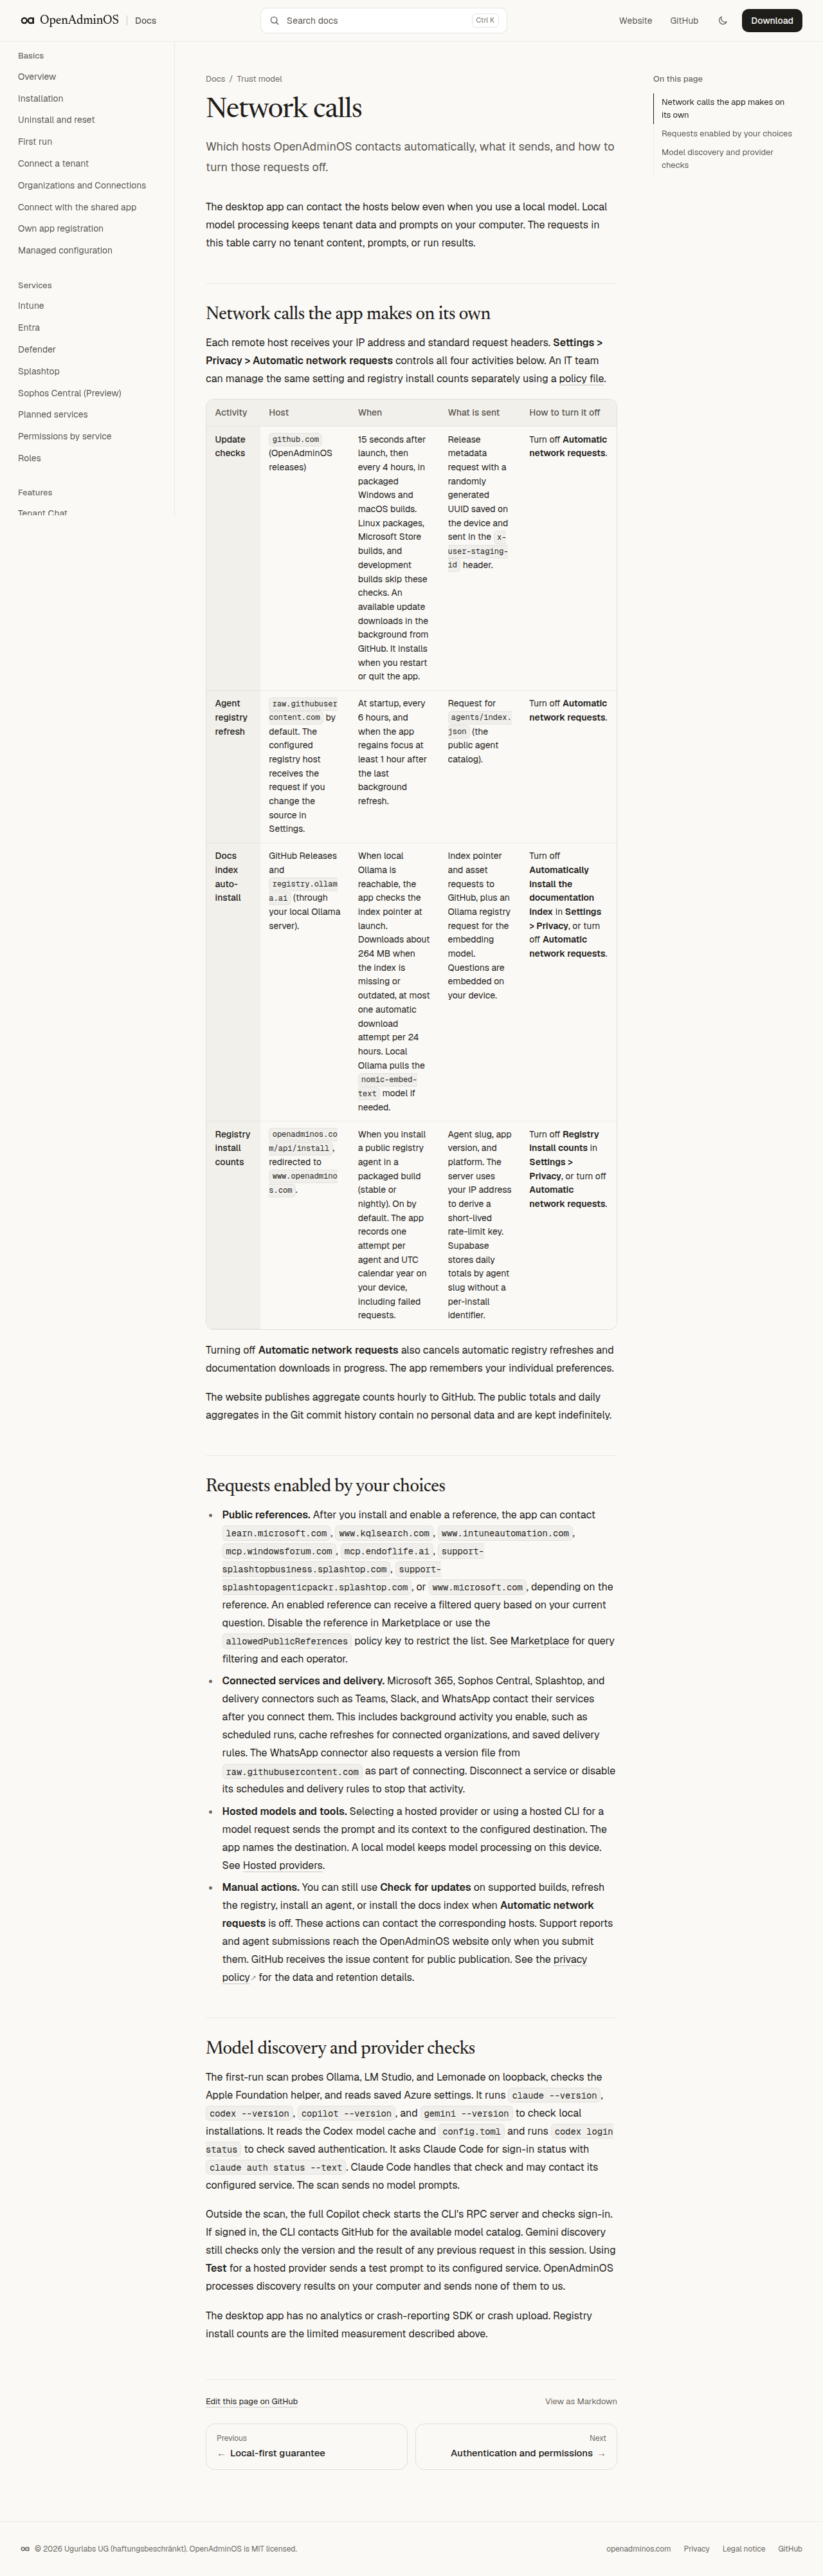 OpenAdminOS
Docs
Search docs
Ctrl K
Website
GitHub
Download
Basics
Overview
Installation
Uninstall and reset
First run
Connect a tenant
Organizations and Connections
Connect with the shared app
Own app registration
Managed configuration
Services
Intune
Entra
Defender
Splashtop
Sophos Central (Preview)
Planned services
Permissions by service
Roles
Features
Tenant Chat
Docs / Trust model
Network calls
Which hosts OpenAdminOS contacts automatically, what it sends, and how to
turn those requests off.
The desktop app can contact the hosts below even when you use a local model. Local
model processing keeps tenant data and prompts on your computer. The requests in
this table carry no tenant content, prompts, or run results.
Network calls the app makes on its own
Each remote host receives your IP address and standard request headers. Settings >
Privacy > Automatic network requests controls all four activities below. An IT team
can manage the same setting and registry install counts separately using a policy file.
Activity
Host
When
What is sent
How to turn it off
Update
checks
github.com
(OpenAdminOS
releases)
15 seconds after
launch, then
every 4 hours, in
packaged
Windows and
macOS builds.
Linux packages,
Microsoft Store
builds, and
development
builds skip these
checks. An
available update
downloads in the
background from
GitHub. It installs
when you restart
or quit the app.
Release
metadata
request with a
randomly
generated
UUID saved on
the device and
sent in the x-
user-staging-
id header.
Turn off Automatic
network requests.
Agent
registry
refresh
raw.githubuser
content.com by
default. The
configured
registry host
receives the
request if you
change the
source in
Settings.
At startup, every
6 hours, and
when the app
regains focus at
least 1 hour after
the last
background
refresh.
Request for
agents/index.
json (the
public agent
catalog).
Turn off Automatic
network requests.
Docs
index
auto-
install
GitHub Releases
and
registry.ollam
a.ai (through
your local Ollama
server).
When local
Ollama is
reachable, the
app checks the
index pointer at
launch.
Downloads about
264 MB when
the index is
missing or
outdated, at most
one automatic
download
attempt per 24
hours. Local
Ollama pulls the
nomic-embed-
text model if
needed.
Index pointer
and asset
requests to
GitHub, plus an
Ollama registry
request for the
embedding
model.
Questions are
embedded on
your device.
Turn off
Automatically
install the
documentation
index in Settings
> Privacy, or turn
off Automatic
network requests.
Registry
install
counts
openadminos.co
m/api/install,
redirected to
www.openadmino
s.com.
When you install
a public registry
agent in a
packaged build
(stable or
nightly). On by
default. The app
records one
attempt per
agent and UTC
calendar year on
your device,
including failed
requests.
Agent slug, app
version, and
platform. The
server uses
your IP address
to derive a
short-lived
rate-limit key.
Supabase
stores daily
totals by agent
slug without a
per-install
identifier.
Turn off Registry
install counts in
Settings >
Privacy, or turn off
Automatic
network requests.
Turning off Automatic network requests also cancels automatic registry refreshes and
documentation downloads in progress. The app remembers your individual preferences.
The website publishes aggregate counts hourly to GitHub. The public totals and daily
aggregates in the Git commit history contain no personal data and are kept indefinitely.
Requests enabled by your choices
• Public references. After you install and enable a reference, the app can contact
learn.microsoft.com, www.kqlsearch.com, www.intuneautomation.com,
mcp.windowsforum.com, mcp.endoflife.ai, support-
splashtopbusiness.splashtop.com, support-
splashtopagenticpackr.splashtop.com, or www.microsoft.com, depending on the
reference. An enabled reference can receive a filtered query based on your current
question. Disable the reference in Marketplace or use the
allowedPublicReferences policy key to restrict the list. See Marketplace for query
filtering and each operator.
• Connected services and delivery. Microsoft 365, Sophos Central, Splashtop, and
delivery connectors such as Teams, Slack, and WhatsApp contact their services
after you connect them. This includes background activity you enable, such as
scheduled runs, cache refreshes for connected organizations, and saved delivery
rules. The WhatsApp connector also requests a version file from
raw.githubusercontent.com as part of connecting. Disconnect a service or disable
its schedules and delivery rules to stop that activity.
• Hosted models and tools. Selecting a hosted provider or using a hosted CLI for a
model request sends the prompt and its context to the configured destination. The
app names the destination. A local model keeps model processing on this device.
See Hosted providers.
• Manual actions. You can still use Check for updates on supported builds, refresh
the registry, install an agent, or install the docs index when Automatic network
requests is off. These actions can contact the corresponding hosts. Support reports
and agent submissions reach the OpenAdminOS website only when you submit
them. GitHub receives the issue content for public publication. See the privacy
policy↗ for the data and retention details.
Model discovery and provider checks
The first-run scan probes Ollama, LM Studio, and Lemonade on loopback, checks the
Apple Foundation helper, and reads saved Azure settings. It runs claude --version,
codex --version, copilot --version, and gemini --version to check local
installations. It reads the Codex model cache and config.toml and runs codex login
status to check saved authentication. It asks Claude Code for sign-in status with
claude auth status --text. Claude Code handles that check and may contact its
configured service. The scan sends no model prompts.
Outside the scan, the full Copilot check starts the CLI's RPC server and checks sign-in.
If signed in, the CLI contacts GitHub for the available model catalog. Gemini discovery
still checks only the version and the result of any previous request in this session. Using
Test for a hosted provider sends a test prompt to its configured service. OpenAdminOS
processes discovery results on your computer and sends none of them to us.
The desktop app has no analytics or crash-reporting SDK or crash upload. Registry
install counts are the limited measurement described above.
Edit this page on GitHub
View as Markdown
Previous
← Local-first guarantee
Next
Authentication and permissions →
On this page
Network calls the app makes on
its own
Requests enabled by your choices
Model discovery and provider
checks
© 2026 Ugurlabs UG (haftungsbeschränkt). OpenAdminOS is MIT licensed.
openadminos.com
Privacy
Legal notice
GitHub